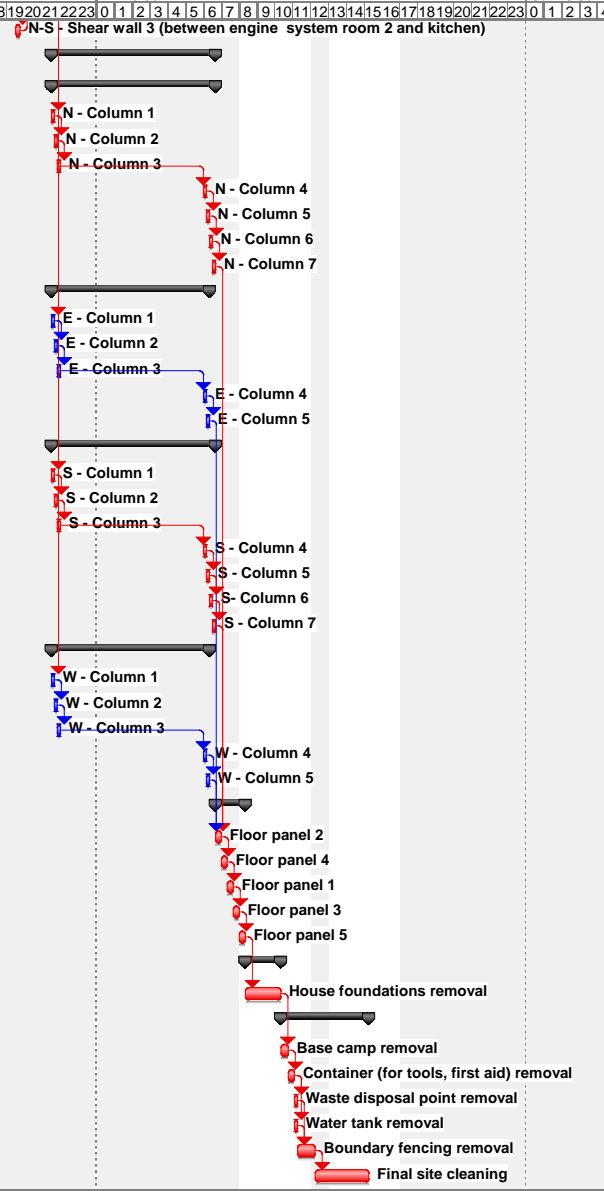 19 20 21 22 23 0 1 2 3 4 5 6 7 8 9 10 11 12 13 14 15 16 17 18 19 20 21 22 23 0 1 2 3
N-S - Shear wall 3 (between engine system room 2 and kitchen)
N - Column 1
N - Column 2
N - Column 3
N - Column 4
N - Column 5
N - Column 6
N - Column 7
E - Column 1
E - Column 2
E - Column 3
E - Column 4
E - Column 5
S - Column 1
S - Column 2
S - Column 3
S - Column 4
S - Column 5
S- Column 6
S - Column 7
W - Column 1
W - Column 2
W - Column 3
W - Column 4
W - Column 5
Floor panel 2
Floor panel 4
Floor panel 1
Floor panel 3
Floor panel 5
House foundations removal
Base camp removal
Container (for tools, first aid) removal
Waste disposal point removal
Water tank removal
Boundary fencing removal
Final site cleaning